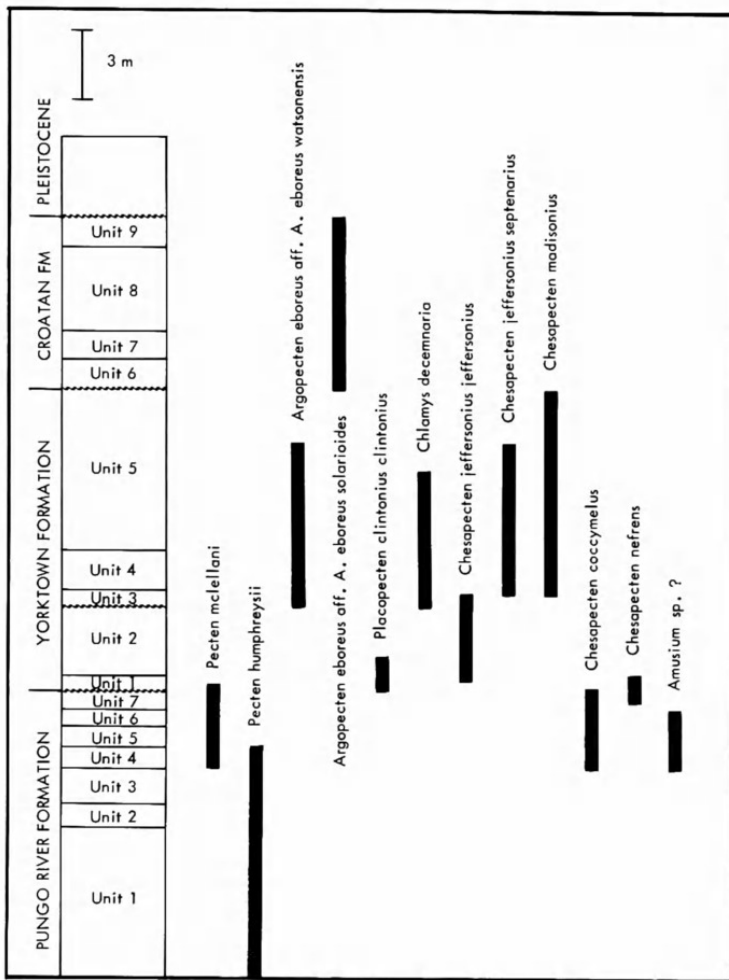 3 m
PLEISTOCENE
CROATAN FM
YORKTOWN FORMATION
PUNGO RIVER FORMATION
Unit 9
Unit 8
Unit 7
Unit 6
Unit 5
Unit 4
Unit 3
Unit 2
Unit 1
Unit 7
Unit 6
Unit 5
Unit 4
Unit 3
Unit 2
Unit 1
Pecten mclellani
Pecten humphreysii
Argopecten eboreus aff. A. eboreus watsonensis
Argopecten eboreus aff. A. eboreus solarioides
Placopecten clintonius clintonius
Chlamys decemnaria
Chesapecten jeffersonius jeffersonius
Chesapecten jeffersonius septenarius
Chesapecten madisonius
Chesapecten coccymelus
Chesapecten nefrens
Amusium sp. ?